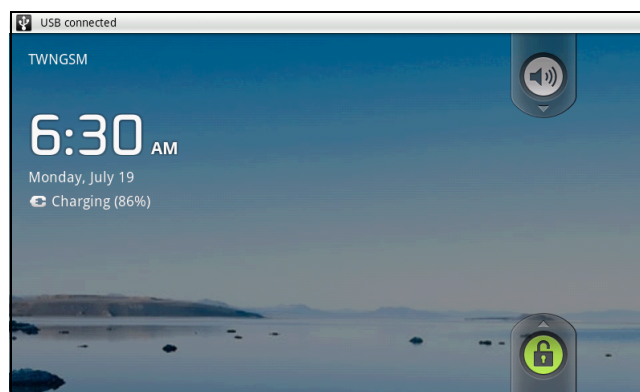 USB connected
TWNGSM
6:30 AM
Monday, July 19
Charging (86%)